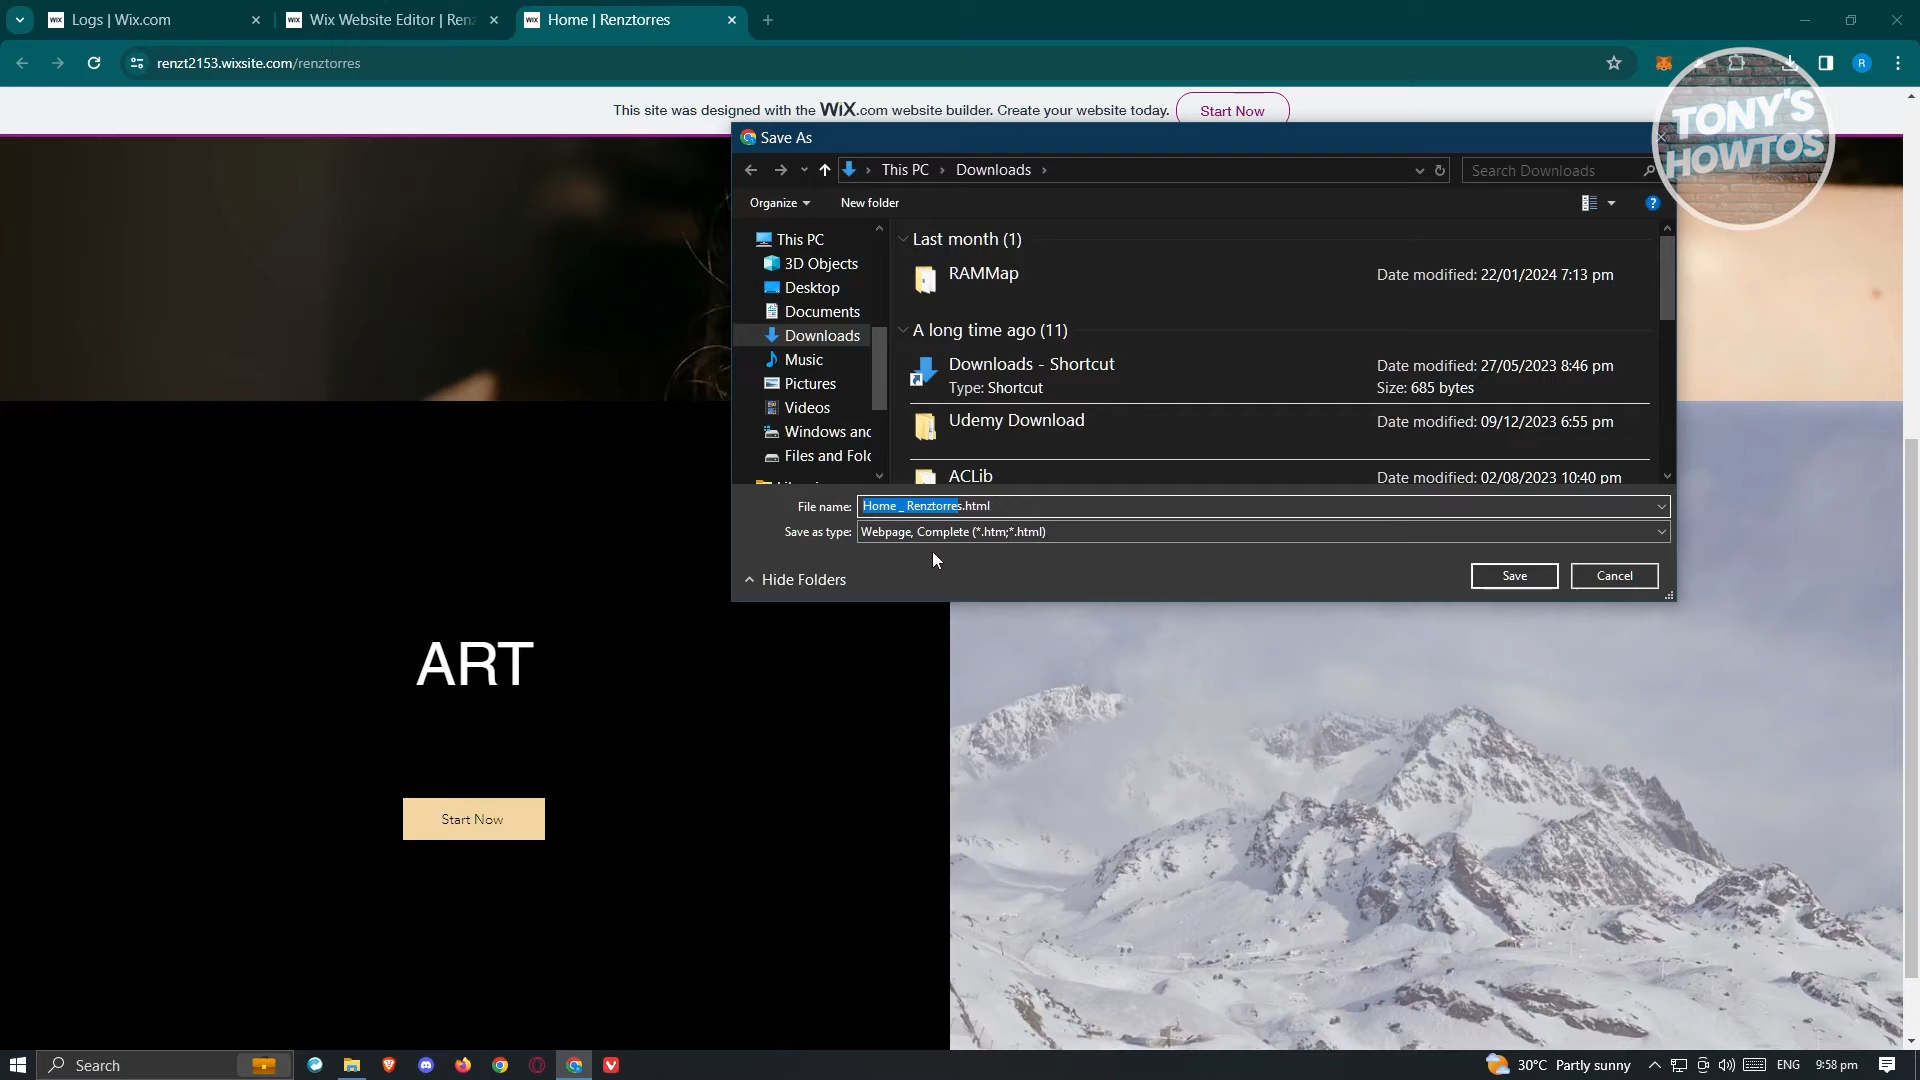 Logs | Wix.com
Wix Website Editor | Ren
Home | Renztorres
renzt2153.wixsite.com/renztorres
R
This site was designed with the WiX.com website builder. Create your website today.
Start Now
TONY'S
HOWTOS
Save As
This PC
Downloads
Search Downloads
Organize
New folder
This PC
3D Objects
Desktop
Documents
Downloads
Music
Pictures
Videos
Windows and
Files and Fold
Last month (1)
RAMMap
Date modified: 22/01/2024 7:13 pm
A long time ago (11)
Downloads - Shortcut
Date modified: 27/05/2023 8:46 pm
Type: Shortcut
Size: 685 bytes
Udemy Download
Date modified: 09/12/2023 6:55 pm
ACLib
Date modified: 02/08/2023 10:40 pm
File name: Home _ Renztorres.html
Save as type: Webpage, Complete (*.htm;*.html)
Hide Folders
Save
Cancel
ART
Start Now
Search
30°C Partly sunny
ENG
9:58 pm